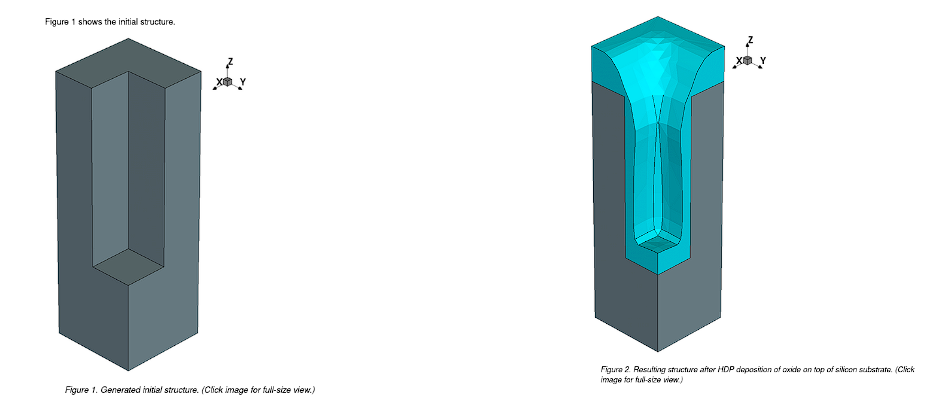 Figure 1 shows the initial structure.
Z
X Y
Figure 1. Generated initial structure. (Click image for full-size view.)
Z
X Y
Figure 2. Resulting structure after HDP deposition of oxide on top of silicon substrate. (Click
image for full-size view.)